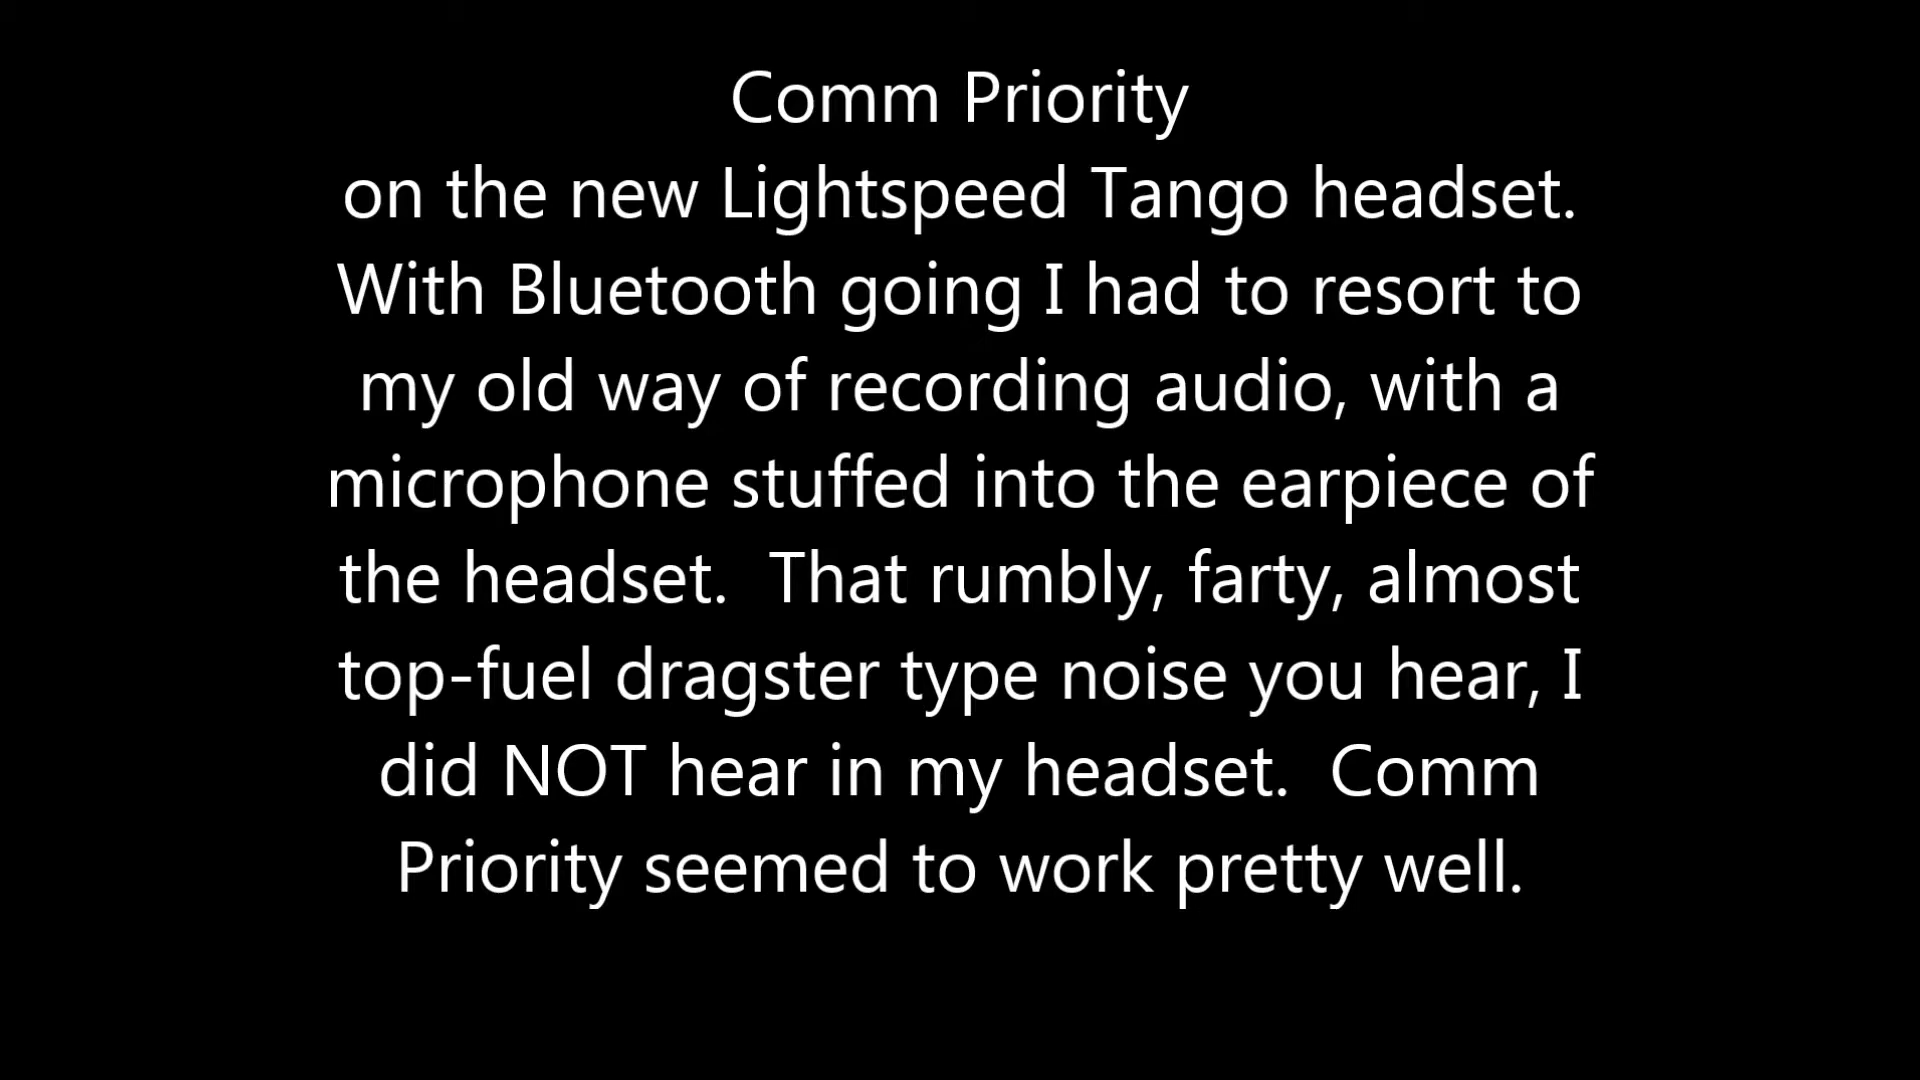 Comm Priority
on the new Lightspeed Tango headset.
With Bluetooth going I had to resort to
my old way of recording audio, with a
microphone stuffed into the earpiece of
the headset.  That rumbly, farty, almost
top-fuel dragster type noise you hear, I
did NOT hear in my headset.  Comm
Priority seemed to work pretty well.